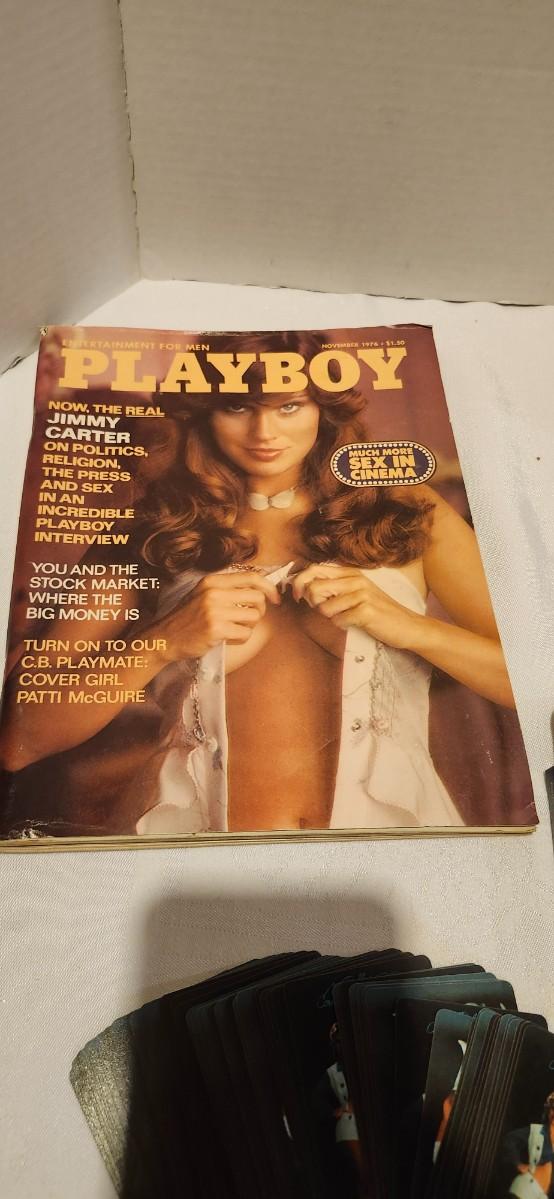 ENTERTAINMENT FOR MEN
NOVEMBER 1976 • $1.50
PLAYBOY
NOW, THE REAL
JIMMY
CARTER
ON POLITICS,
RELIGION,
THE PRESS
AND SEX
IN AN
INCREDIBLE
PLAYBOY
INTERVIEW
MUCH MORE
SEX IN
CINEMA
YOU AND THE
STOCK MARKET:
WHERE THE
BIG MONEY IS
TURN ON TO OUR
C.B. PLAYMATE:
COVER GIRL
PATTI McGUIRE